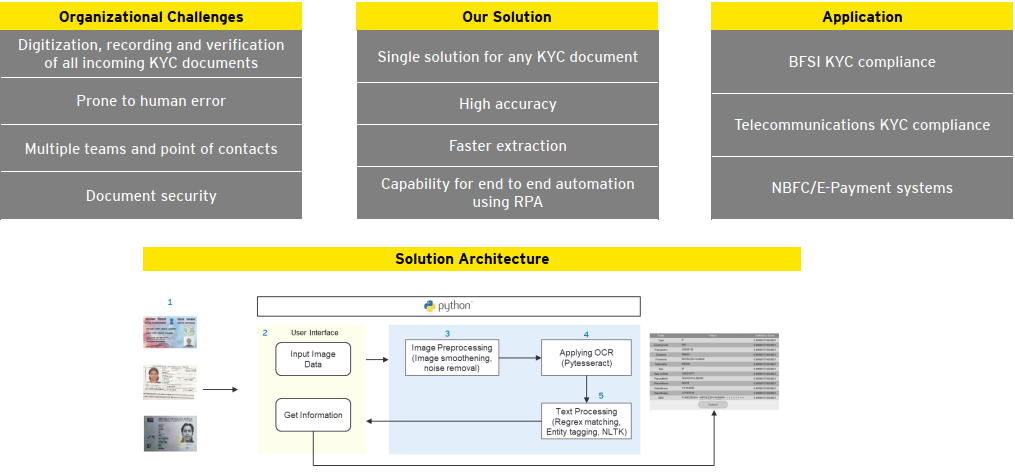 Organizational Challenges
Digitization, recording and verification
of all incoming KYC documents
Prone to human error
Multiple teams and point of contacts
Document security
Our Solution
Single solution for any KYC document
High accuracy
Faster extraction
Capability for end to end automation
using RPA
Application
BFSI KYC compliance
Telecommunications KYC compliance
NBFC/E-Payment systems
Solution Architecture
python
1
2
User Interface
Input Image
Data
Get Information
3
Image Preprocessing
(Image smoothening,
noise removal)
4
Applying OCR
(Pytesseract)
5
Text Processing
(Regrex matching,
Entity tagging, NLTK)